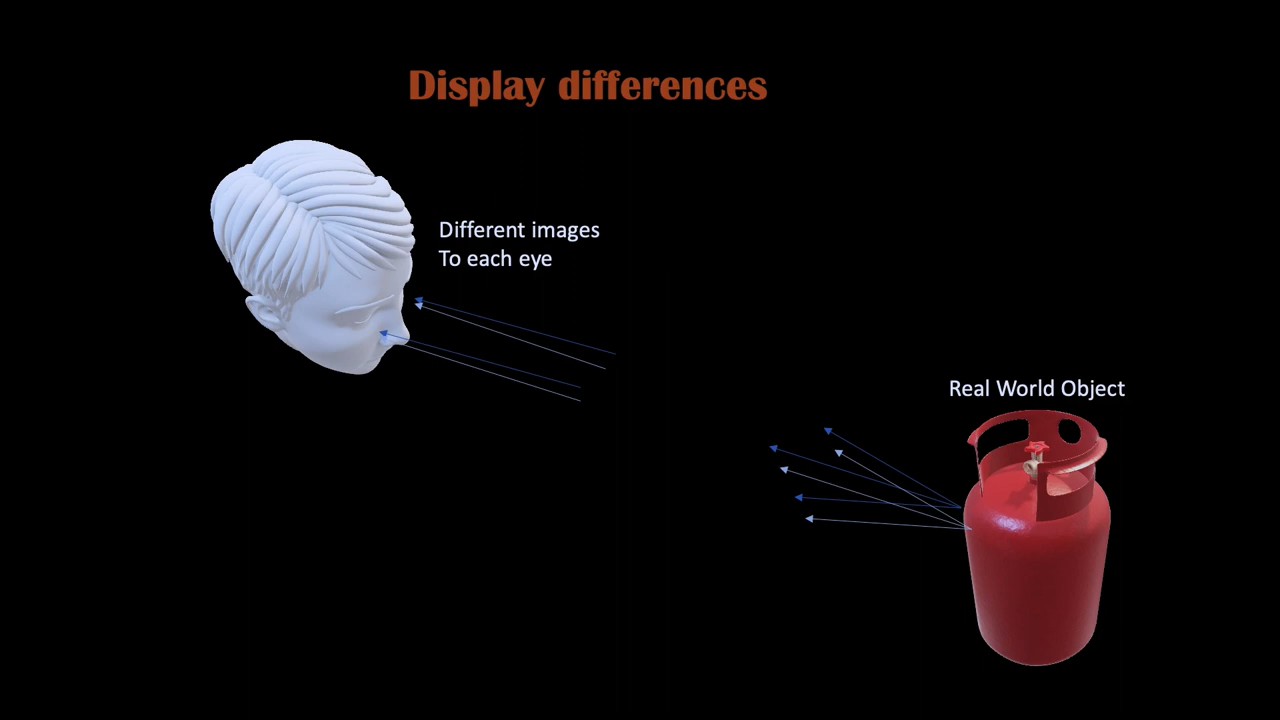 Display differences
Different images
To each eye
Real World Object